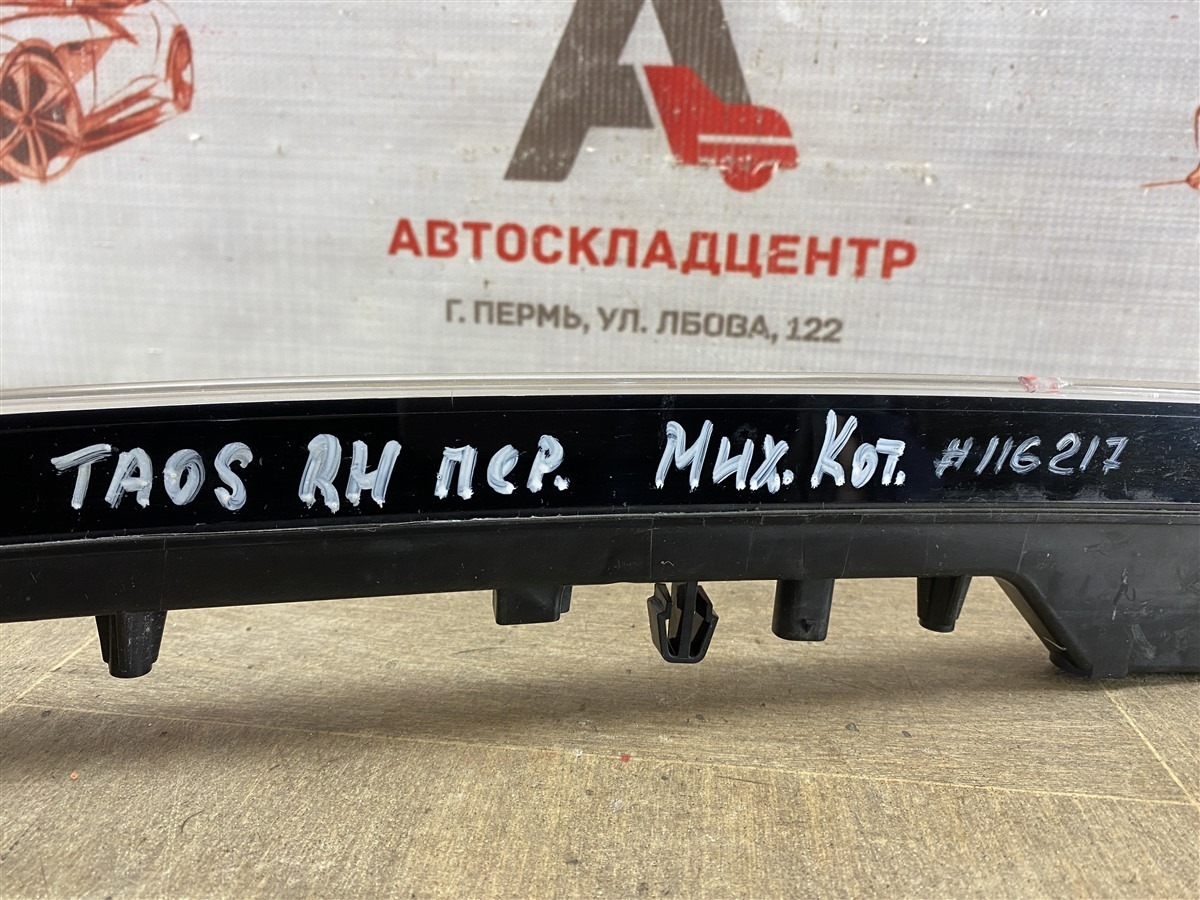 АВТОСКЛАДЦЕНТР
Г. ПЕРМЬ, УЛ. ЛБОВА, 122
TAOS RH пер. Мих. Кот. #116217